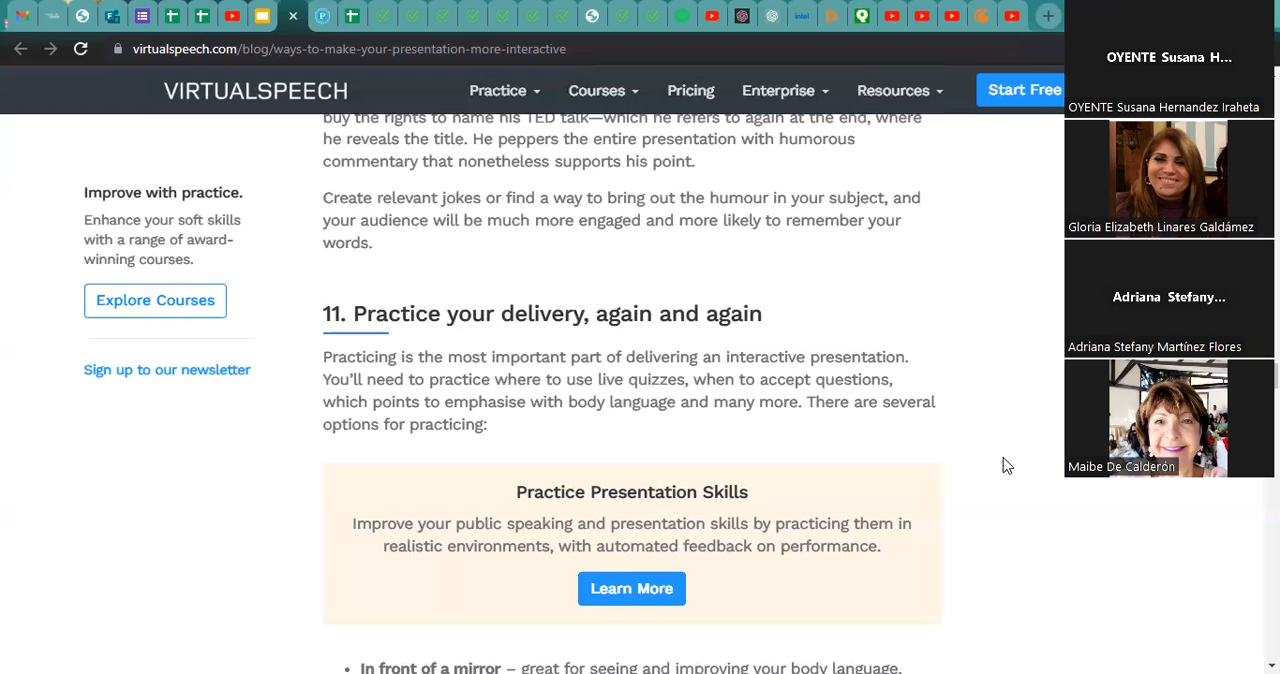 virtualspeech.com/blog/ways-to-make-your-presentation-more-interactive
VIRTUALSPEECH
Practice
Courses
Pricing
Enterprise
Resources
Start Free
buy the rights to name his TED talk—which he refers to again at the end, where
he reveals the title. He peppers the entire presentation with humorous
commentary that nonetheless supports his point.
Create relevant jokes or find a way to bring out the humour in your subject, and
your audience will be much more engaged and more likely to remember your
words.
Improve with practice.
Enhance your soft skills
with a range of award-
winning courses.
Explore Courses
Sign up to our newsletter
11. Practice your delivery, again and again
Practicing is the most important part of delivering an interactive presentation.
You’ll need to practice where to use live quizzes, when to accept questions,
which points to emphasise with body language and many more. There are several
options for practicing:
Practice Presentation Skills
Improve your public speaking and presentation skills by practicing them in
realistic environments, with automated feedback on performance.
Learn More
• In front of a mirror – great for seeing and improving your body language.
OYENTE Susana H...
OYENTE Susana Hernandez Iraheta
Gloria Elizabeth Linares Galdámez
Adriana Stefany...
Adriana Stefany Martínez Flores
Maibe De Calderón